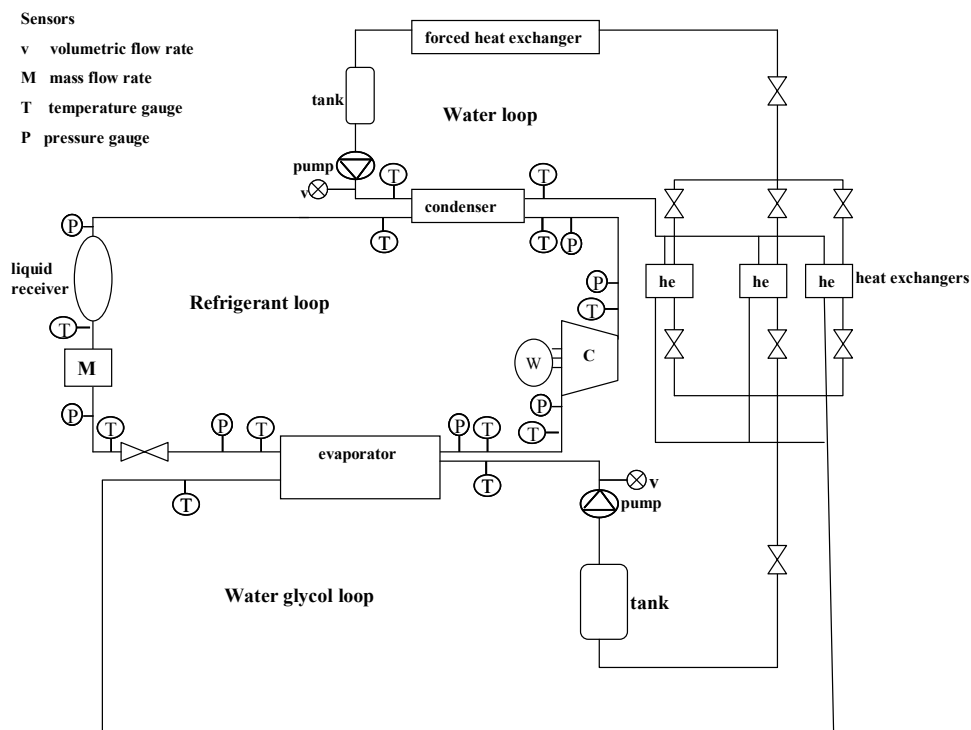 Sensors
v volumetric flow rate
M mass flow rate
T temperature gauge
P pressure gauge
forced heat exchanger
tank
Water loop
pump
v
T
T
condenser
P
T
T
P
liquid
receiver
Refrigerant loop
P
T
he
he
he
heat exchangers
T
M
W
C
P
P
T
P
T
P
T
T
evaporator
T
T
v
pump
Water glycol loop
tank